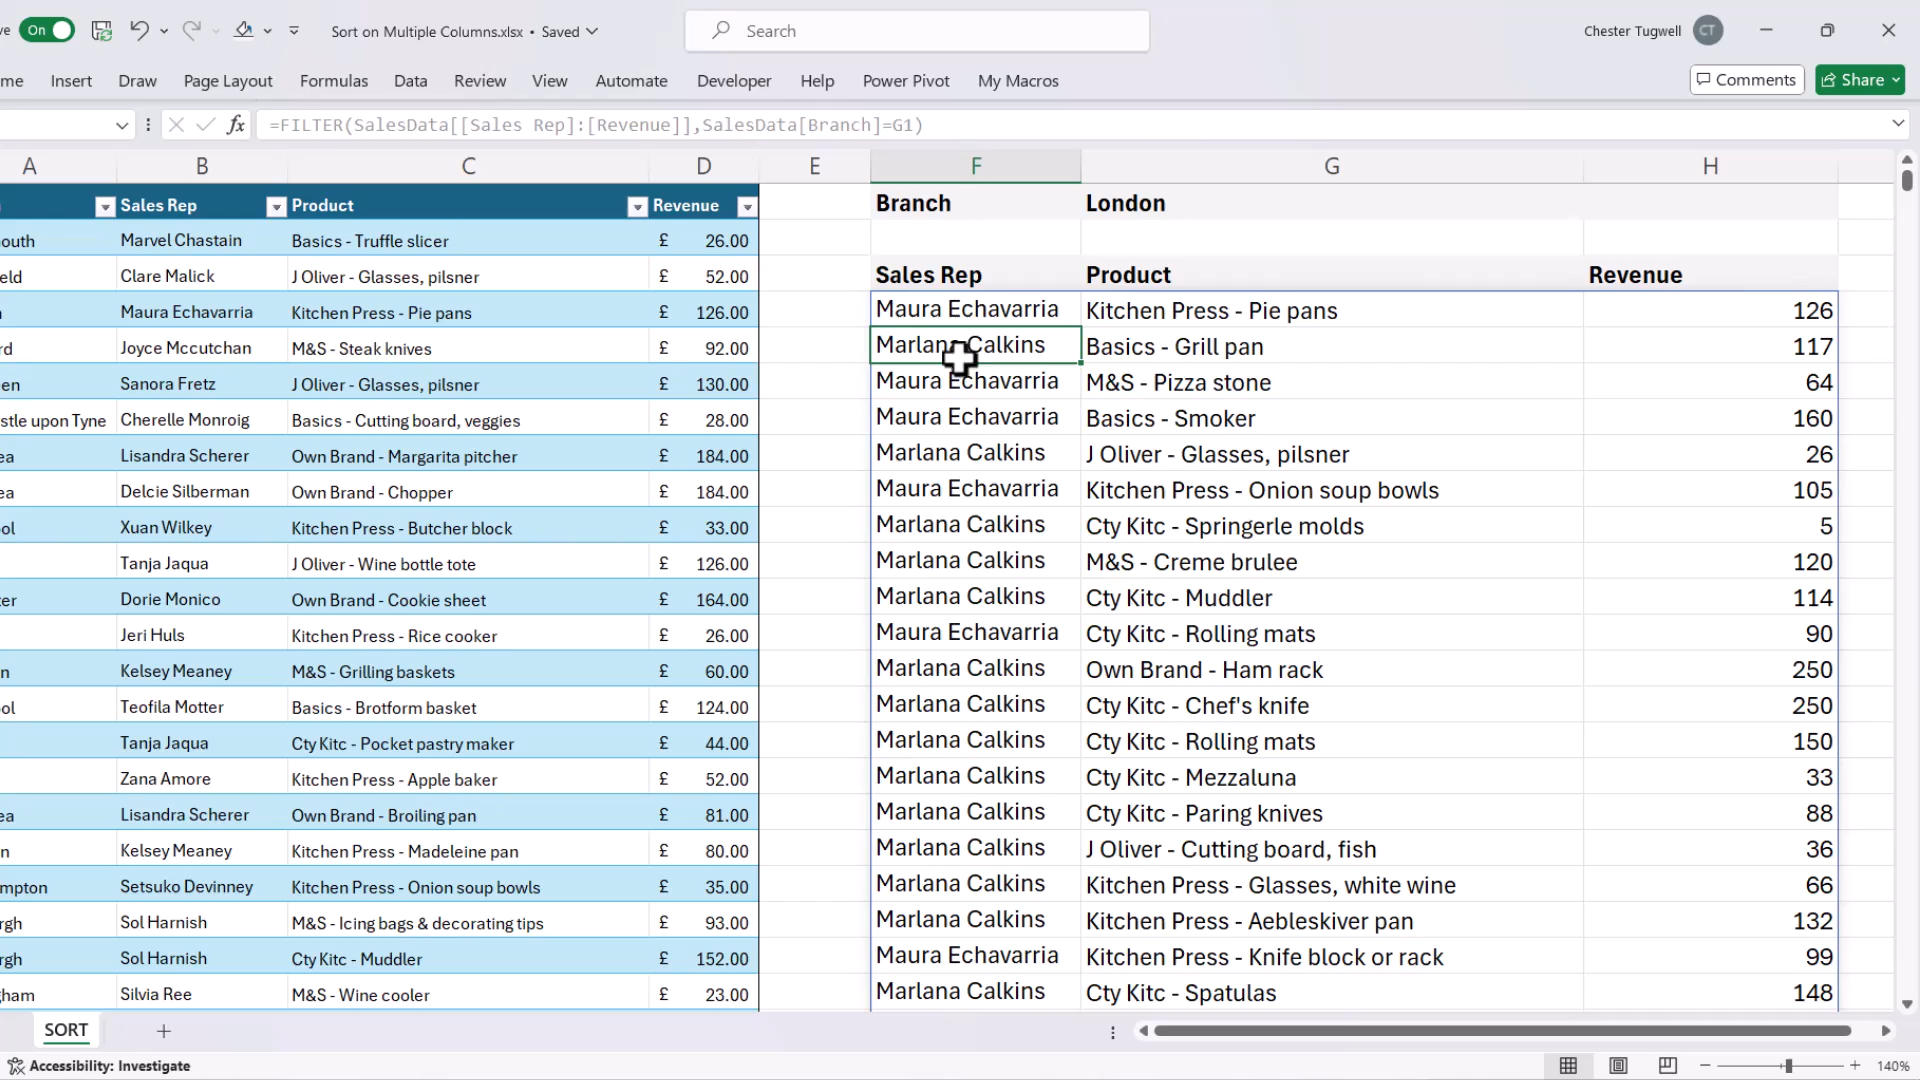 ve On Sort on Multiple Columns.xlsx • Saved Search Chester Tugwell CT
me Insert Draw Page Layout Formulas Data Review View Automate Developer Help Power Pivot My Macros Comments Share
fx =FILTER(SalesData[[Sales Rep]:[Revenue]],SalesData[Branch]=G1)
A B C D E F G H
Sales Rep Product Revenue Branch London
outh Marvel Chastain Basics - Truffle slicer £ 26.00
eld Clare Malick J Oliver - Glasses, pilsner £ 52.00 Sales Rep Product Revenue
Maura Echavarria Kitchen Press - Pie pans £ 126.00 Maura Echavarria Kitchen Press - Pie pans 126
rd Joyce Mccutchan M&S - Steak knives £ 92.00 Marlana Calkins Basics - Grill pan 117
en Sanora Fretz J Oliver - Glasses, pilsner £ 130.00 Maura Echavarria M&S - Pizza stone 64
stle upon Tyne Cherelle Monroig Basics - Cutting board, veggies £ 28.00 Maura Echavarria Basics - Smoker 160
ea Lisandra Scherer Own Brand - Margarita pitcher £ 184.00 Marlana Calkins J Oliver - Glasses, pilsner 26
ea Delcie Silberman Own Brand - Chopper £ 184.00 Maura Echavarria Kitchen Press - Onion soup bowls 105
ol Xuan Wilkey Kitchen Press - Butcher block £ 33.00 Marlana Calkins Cty Kitc - Springerle molds 5
Tanja Jaqua J Oliver - Wine bottle tote £ 126.00 Marlana Calkins M&S - Creme brulee 120
ter Dorie Monico Own Brand - Cookie sheet £ 164.00 Marlana Calkins Cty Kitc - Muddler 114
Jeri Huls Kitchen Press - Rice cooker £ 26.00 Maura Echavarria Cty Kitc - Rolling mats 90
n Kelsey Meaney M&S - Grilling baskets £ 60.00 Marlana Calkins Own Brand - Ham rack 250
ol Teofila Motter Basics - Brotform basket £ 124.00 Marlana Calkins Cty Kitc - Chef's knife 250
Tanja Jaqua Cty Kitc - Pocket pastry maker £ 44.00 Marlana Calkins Cty Kitc - Rolling mats 150
Zana Amore Kitchen Press - Apple baker £ 52.00 Marlana Calkins Cty Kitc - Mezzaluna 33
ea Lisandra Scherer Own Brand - Broiling pan £ 81.00 Marlana Calkins Cty Kitc - Paring knives 88
n Kelsey Meaney Kitchen Press - Madeleine pan £ 80.00 Marlana Calkins J Oliver - Cutting board, fish 36
mpton Setsuko Devinney Kitchen Press - Onion soup bowls £ 35.00 Marlana Calkins Kitchen Press - Glasses, white wine 66
rgh Sol Harnish M&S - Icing bags & decorating tips £ 93.00 Marlana Calkins Kitchen Press - Aebleskiver pan 132
rgh Sol Harnish Cty Kitc - Muddler £ 152.00 Maura Echavarria Kitchen Press - Knife block or rack 99
gham Silvia Ree M&S - Wine cooler £ 23.00 Marlana Calkins Cty Kitc - Spatulas 148
SORT
Accessibility: Investigate 140%